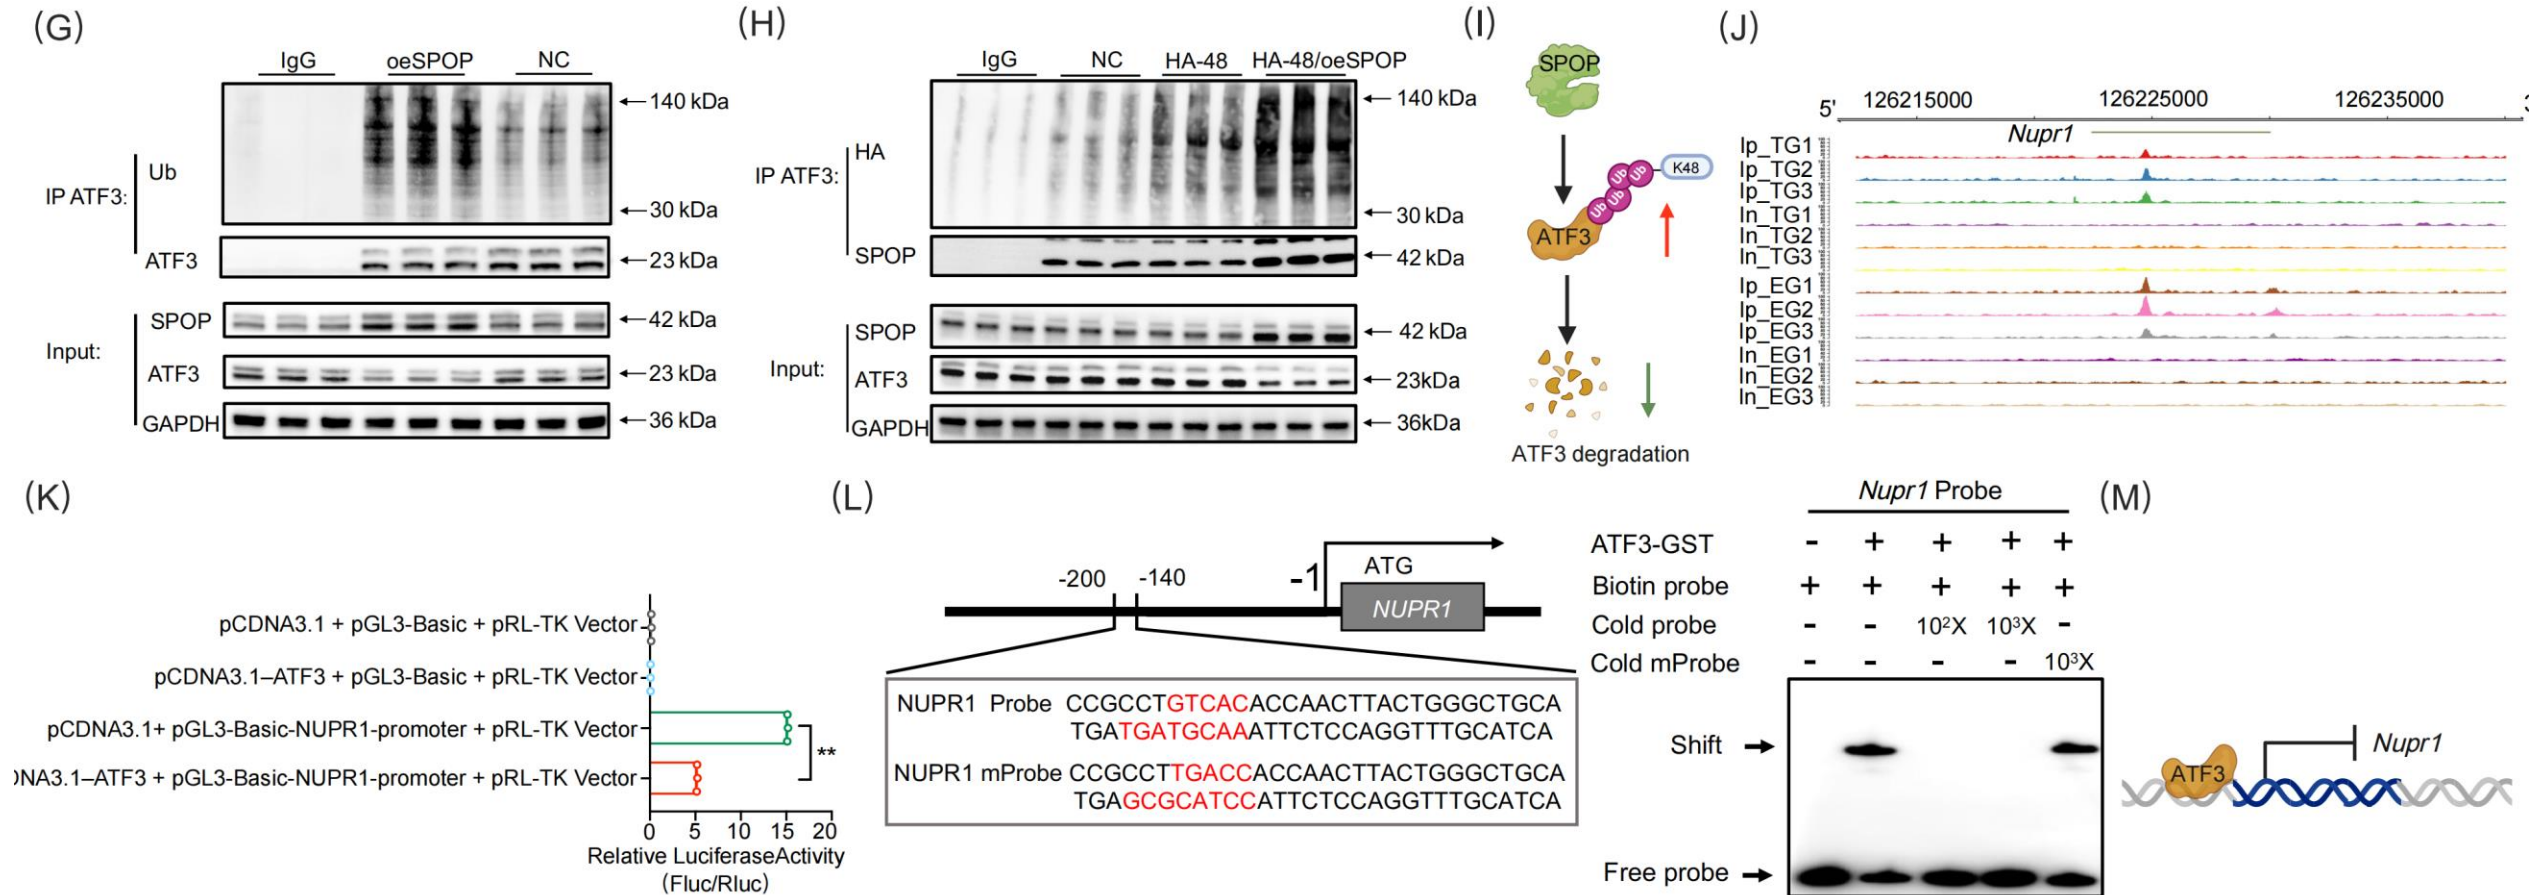 (G)
IgG
oeSPOP
NC
IP ATF3:
Ub
140 kDa
30 kDa
ATF3
23 kDa
Input:
SPOP
42 kDa
ATF3
23 kDa
GAPDH
36 kDa
(H)
IgG
NC
HA-48
HA-48/oeSPOP
IP ATF3:
HA
140 kDa
30 kDa
SPOP
42 kDa
Input:
SPOP
42 kDa
ATF3
23kDa
GAPDH
36kDa
(I)
SPOP
Ub Ub K48
Ub Ub
ATF3
ATF3 degradation
(J)
5' 126215000 126225000 126235000
Nupr1
Ip_TG1
Ip_TG2
Ip_TG3
In_TG1
In_TG2
In_TG3
Ip_EG1
Ip_EG2
Ip_EG3
In_EG1
In_EG2
In_EG3
(K)
pCDNA3.1 + pGL3-Basic + pRL-TK Vector
pCDNA3.1–ATF3 + pGL3-Basic + pRL-TK Vector
pCDNA3.1+ pGL3-Basic-NUPR1-promoter + pRL-TK Vector
DNA3.1–ATF3 + pGL3-Basic-NUPR1-promoter + pRL-TK Vector
**
0 5 10 15 20
Relative LuciferaseActivity
(Fluc/Rluc)
(L)
-200 -140 -1 ATG
NUPR1
NUPR1 Probe CCGCCTGTCACACCAACTTACTGGGCTGCA
TGATGATGCAAATTCTCCAGGTTTGCATCA
NUPR1 mProbe CCGCCTTGACCACCAACTTACTGGGCTGCA
TGAGCGCATCCATTCTCCAGGTTTGCATCA
Nupr1 Probe
ATF3-GST - + + + +
Biotin probe + + + + +
Cold probe - - 10²X 10³X -
Cold mProbe - - - - 10³X
Shift
Free probe
(M)
ATF3
Nupr1